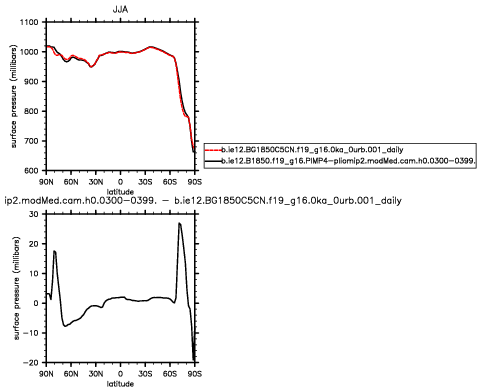 JJA
1100
1000
900
800
700
600
surface pressure (millibars)
90N 60N 30N 0 30S 60S 90S
latitude
b.ie12.BG1850C5CN.f19_g16.0ka_0urb.001_daily
b.ie12.B1850.f19_g16.PIMP4-pliomip2.modMed.cam.h0.0300-0399.
ip2.modMed.cam.h0.0300-0399. - b.ie12.BG1850C5CN.f19_g16.0ka_0urb.001_daily
30
20
10
0
-10
-20
surface pressure (millibars)
90N 60N 30N 0 30S 60S 90S
latitude